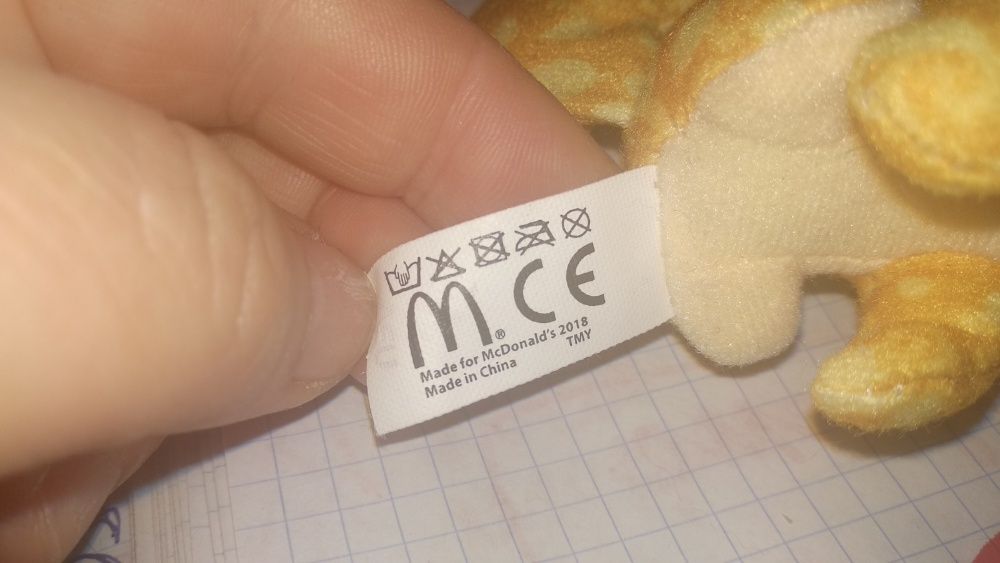 M® CE
Made for McDonald's 2018
TMY
Made in China